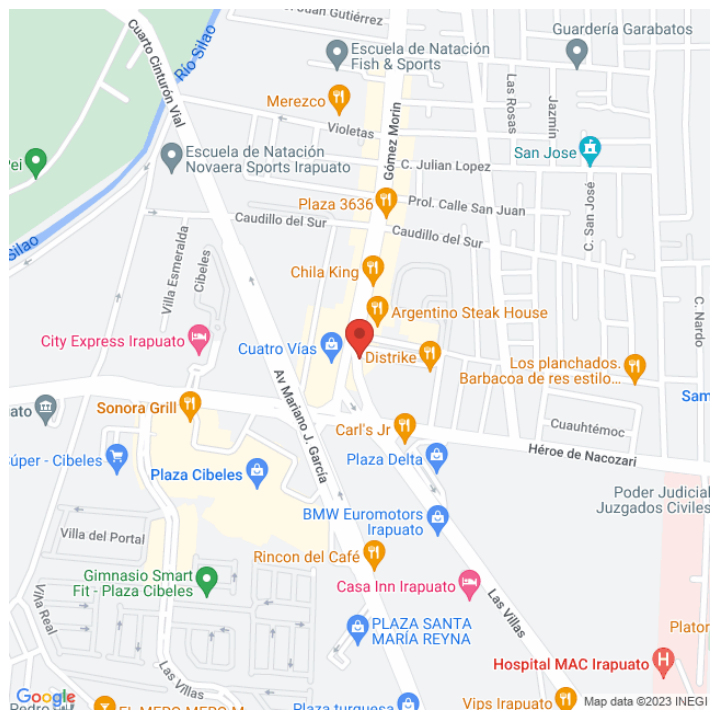 Juan Gutiérrez
Cuarto Cinturón Vial
Río Silao
Escuela de Natación
Fish & Sports
Guardería Garabatos
Merezco
Gómez Morin
Las Rosas
Jazmín
Violetas
Escuela de Natación
Novaera Sports Irapuato
C. Julian Lopez
San Jose
C. San José
Plaza 3636
Prol. Calle San Juan
Caudillo del Sur
Caudillo del Sur
Silao
Villa Esmeralda
Cibeles
Chila King
C. Nardo
Argentino Steak House
City Express Irapuato
Cuatro Vías
Distrike
Los planchados.
Barbacoa de res estilo...
Av Mariano J. García
Sonora Grill
Carl's Jr
Cuauhtémoc
Héroe de Nacozari
Súper - Cibeles
Plaza Cibeles
Plaza Delta
Poder Judicial
Juzgados Civiles
BMW Euromotors
Irapuato
Villa del Portal
Rincon del Café
Gimnasio Smart
Fit - Plaza Cibeles
Casa Inn Irapuato
Las Villas
Viva Real
PLAZA SANTA
MARÍA REYNA
Las Villas
Hospital MAC Irapuato
Google
Plaza turquesa
Vips Irapuato
Map data ©2023 INEGI